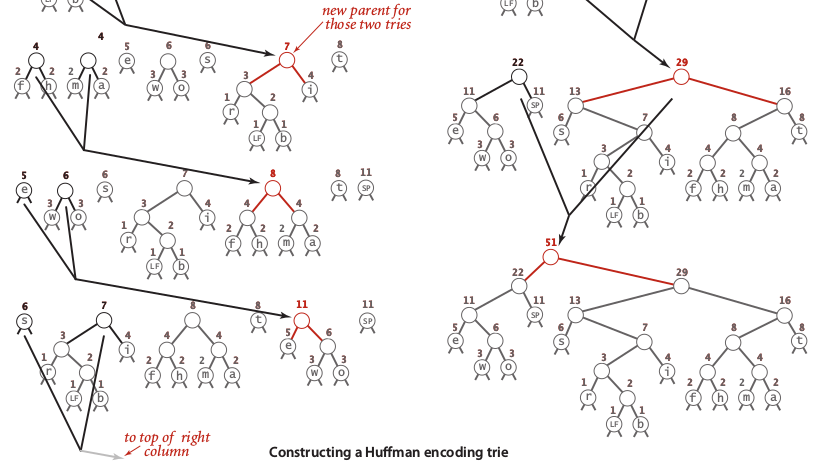 LF b
new parent for
those two tries
4 4 5 6 6 7 8
e s t
2 2 2 2 3 3 3 4
f h m a w o i
1 2
r
1 1
LF b
5 6 6 7 8 8 11
e s t SP
3 3 3 4 4 4
w o i
1 2 2 2 2 2
r f h m a
1 1
LF b
6 7 8 8 11 11
s t SP
3 4 4 4 5 6
i e
1 2 2 2 2 2 3 3
r f h m a w o
1 1
LF b
to top of right
column
LF b
22 29
11 11 13 16
SP
5 6 6 7 8 8
e s t
3 3 3 4 4 4
w o i
1 2 2 2 2 2
r f h m a
1 1
LF b
51
22 29
11 11 13 16
SP
5 6 6 7 8 8
e s t
3 3 3 4 4 4
w o i
1 2 2 2 2 2
r f h m a
1 1
LF b
Constructing a Huffman encoding trie